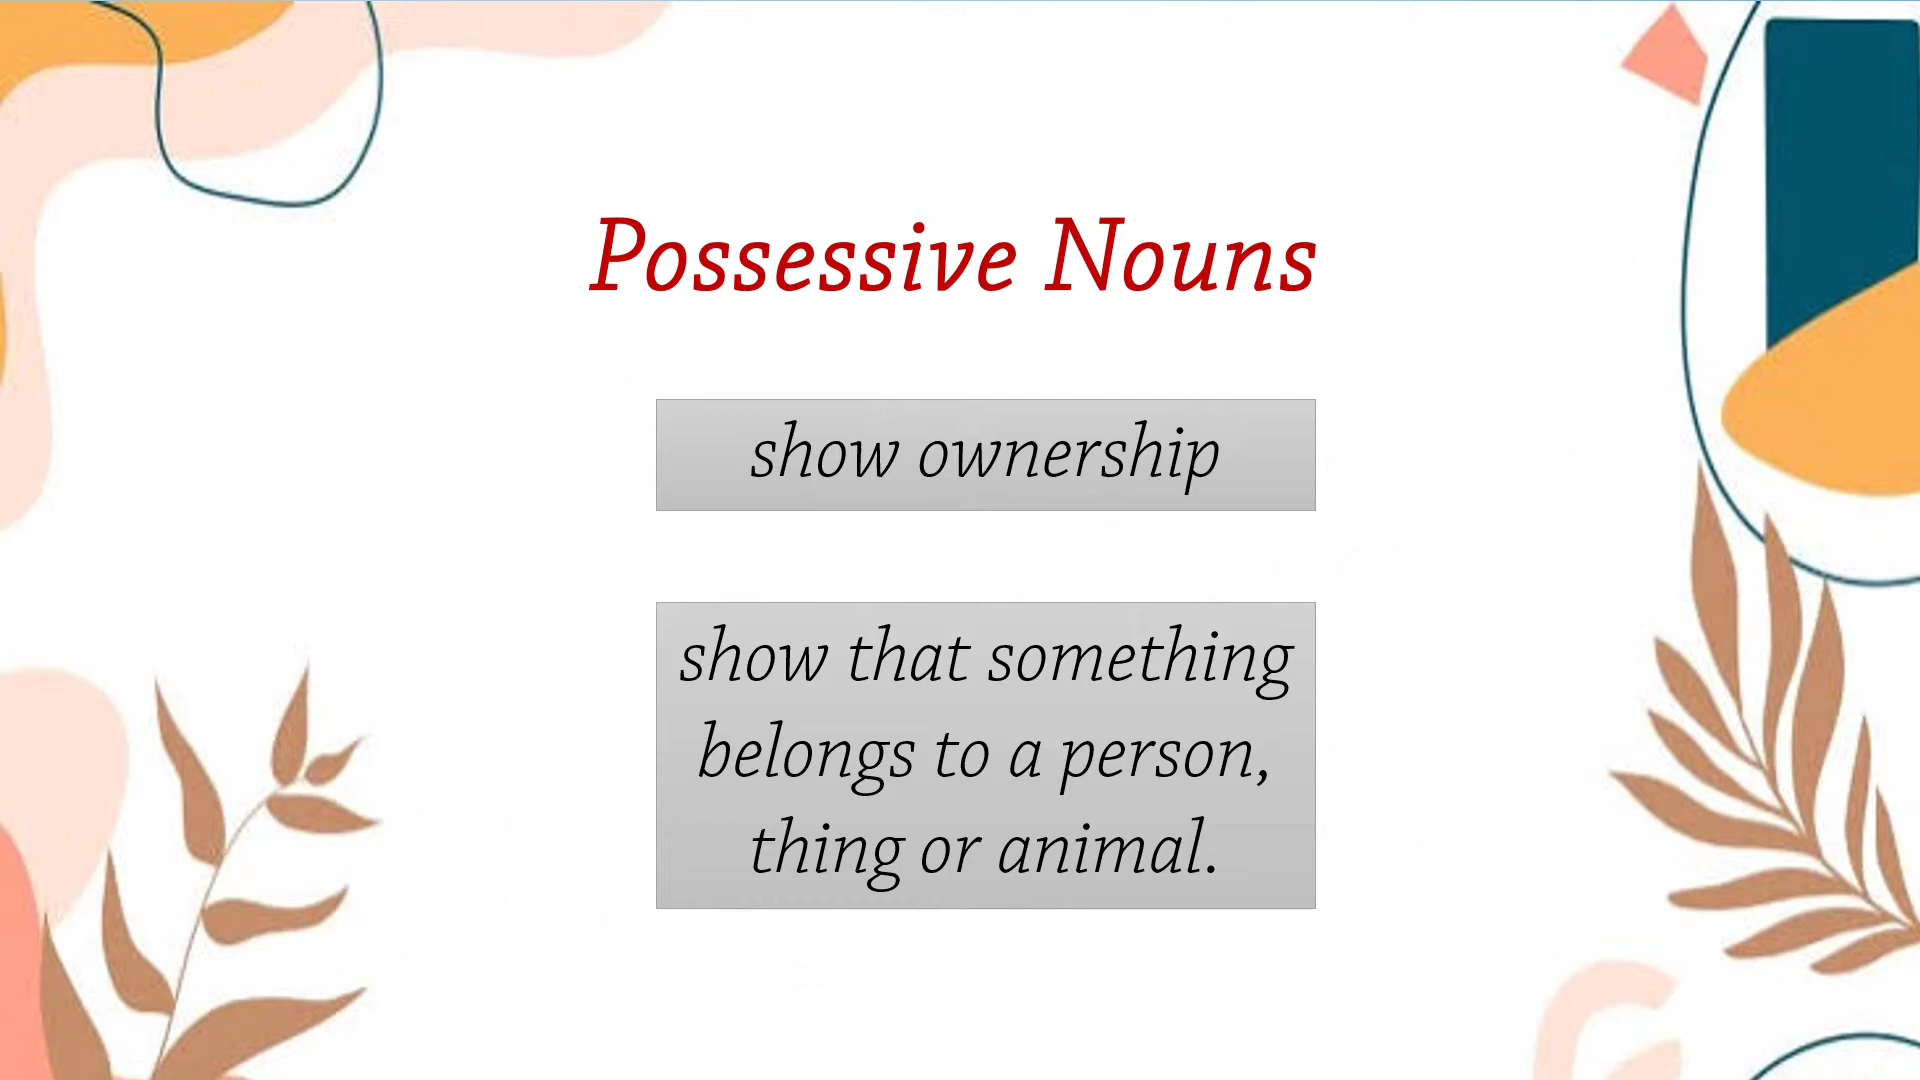 Possessive Nouns
show ownership
show that something
belongs to a person,
thing or animal.